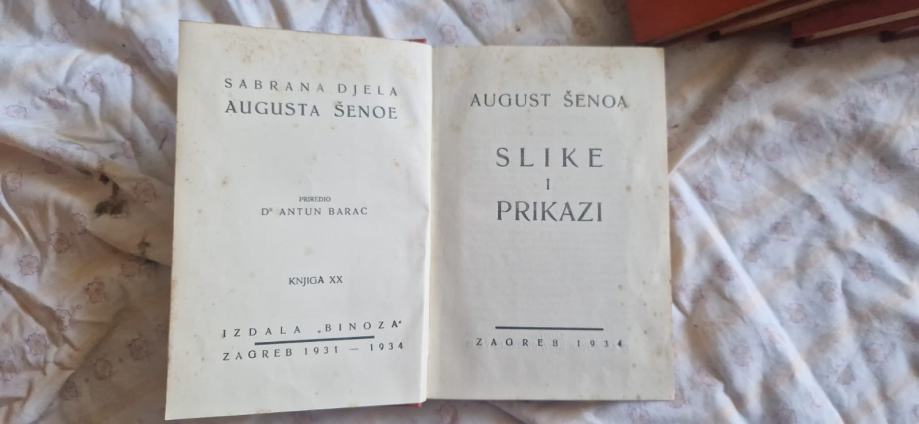 SABRANA DJELA
AUGUSTA ŠENOE
PRIREDIO
DR ANTUN BARAC
KNJIGA XX
IZDALA „BINOZA"
ZAGREB 1931 — 1934
AUGUST ŠENOA
SLIKE
I
PRIKAZI
ZAGREB 1934